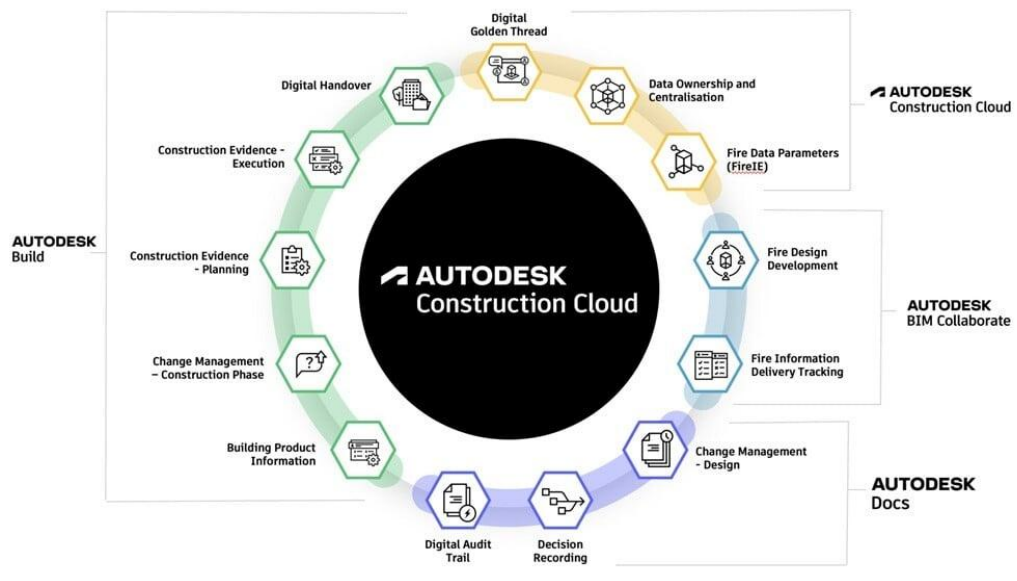 Digital
Golden Thread
Data Ownership and
Centralisation
AUTODESK
Construction Cloud
Fire Data Parameters
(FireIE)
Fire Design
Development
AUTODESK
BIM Collaborate
Fire Information
Delivery Tracking
Change Management
- Design
AUTODESK
Docs
Decision
Recording
Digital Audit
Trail
Building Product
Information
Change Management
– Construction Phase
Construction Evidence
- Planning
AUTODESK
Build
Construction Evidence -
Execution
Digital Handover
AUTODESK
Construction Cloud
?